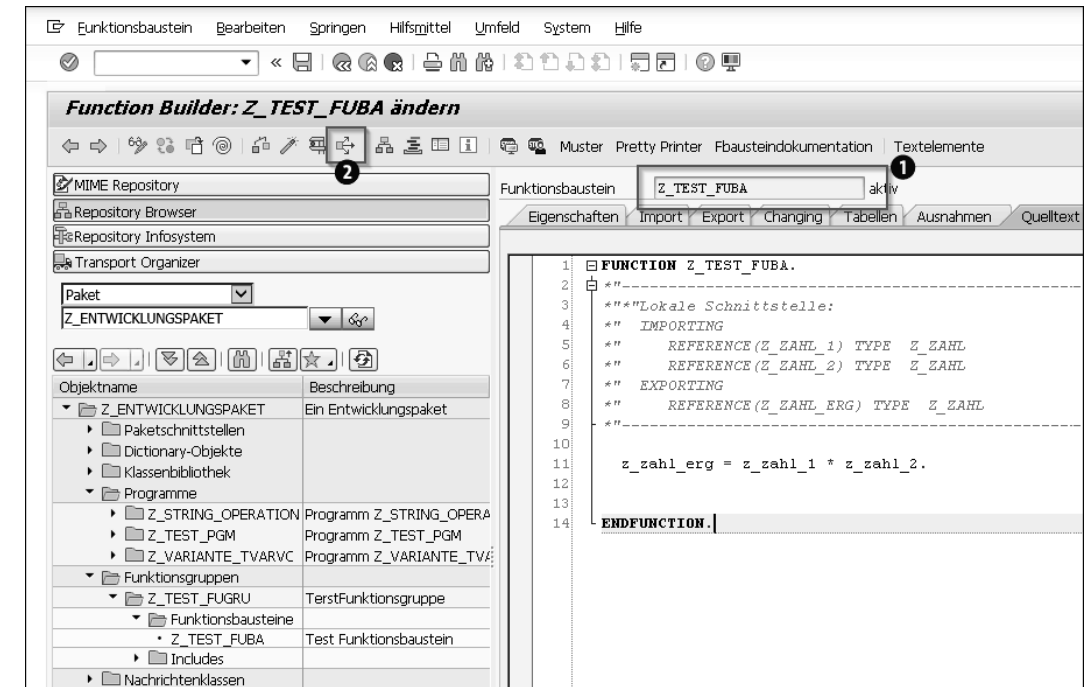 Funktionsbaustein Bearbeiten Springen Hilfsmittel Umfeld System Hilfe
Function Builder: Z_TEST_FUBA ändern
Muster Pretty Printer Fbausteindokumentation Textelemente
2
1
MIME Repository
Repository Browser
Repository Infosystem
Transport Organizer
Paket
Z_ENTWICKLUNGSPAKET
Objektname Beschreibung
Z_ENTWICKLUNGSPAKET Ein Entwicklungspaket
Paketschnittstellen
Dictionary-Objekte
Klassenbibliothek
Programme
Z_STRING_OPERATION Programm Z_STRING_OPERA
Z_TEST_PGM Programm Z_TEST_PGM
Z_VARIANTE_TVARVC Programm Z_VARIANTE_TVA
Funktionsgruppen
Z_TEST_FUGRU TerstFunktionsgruppe
Funktionsbausteine
Z_TEST_FUBA Test Funktionsbaustein
Includes
Nachrichtenklassen
Funktionsbaustein Z_TEST_FUBA aktiv
Eigenschaften Import Export Changing Tabellen Ausnahmen Quelltext
1 FUNCTION Z_TEST_FUBA.
2 *"----------------------------------------------------
3 *"*"Lokale Schnittstelle:
4 *" IMPORTING
5 *" REFERENCE(Z_ZAHL_1) TYPE Z_ZAHL
6 *" REFERENCE(Z_ZAHL_2) TYPE Z_ZAHL
7 *" EXPORTING
8 *" REFERENCE(Z_ZAHL_ERG) TYPE Z_ZAHL
9 *"----------------------------------------------------
10
11 z_zahl_erg = z_zahl_1 * z_zahl_2.
12
13
14 ENDFUNCTION.